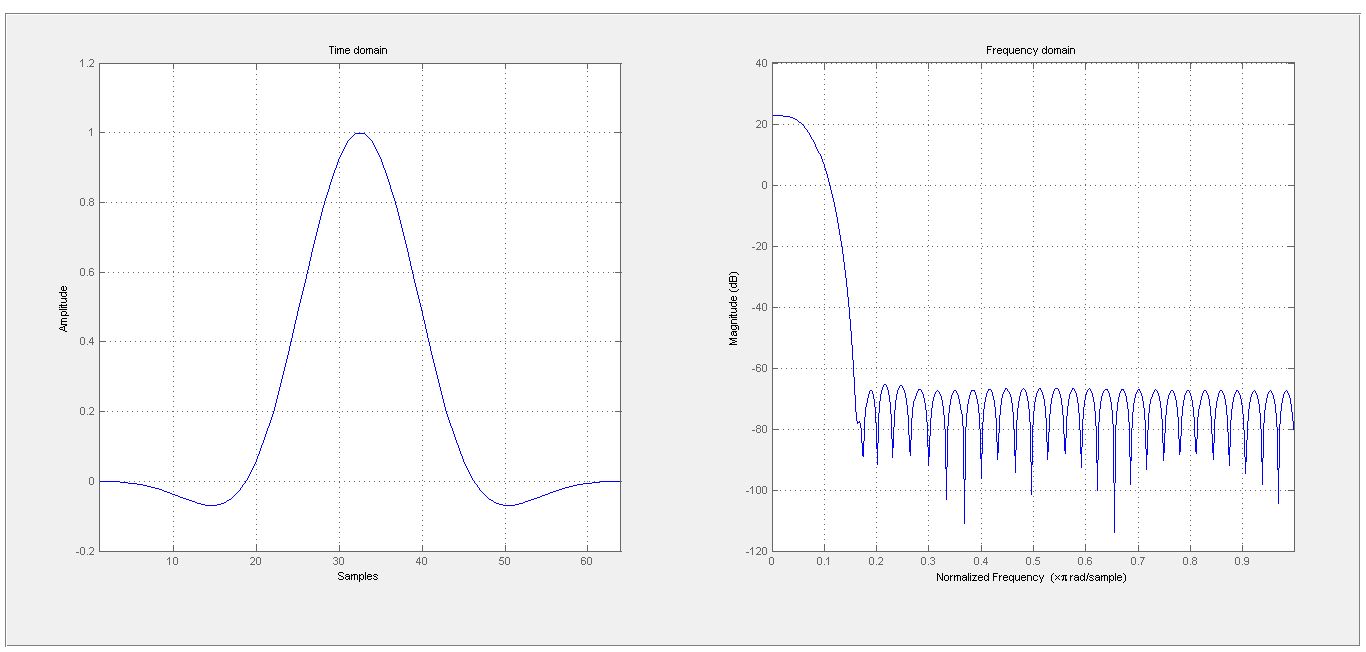 Time domain
1.2
1
0.8
0.6
0.4
0.2
0
-0.2
10 20 30 40 50 60
Amplitude
Samples
Frequency domain
40
20
0
-20
-40
-60
-80
-100
-120
0 0.1 0.2 0.3 0.4 0.5 0.6 0.7 0.8 0.9
Magnitude (dB)
Normalized Frequency (×π rad/sample)